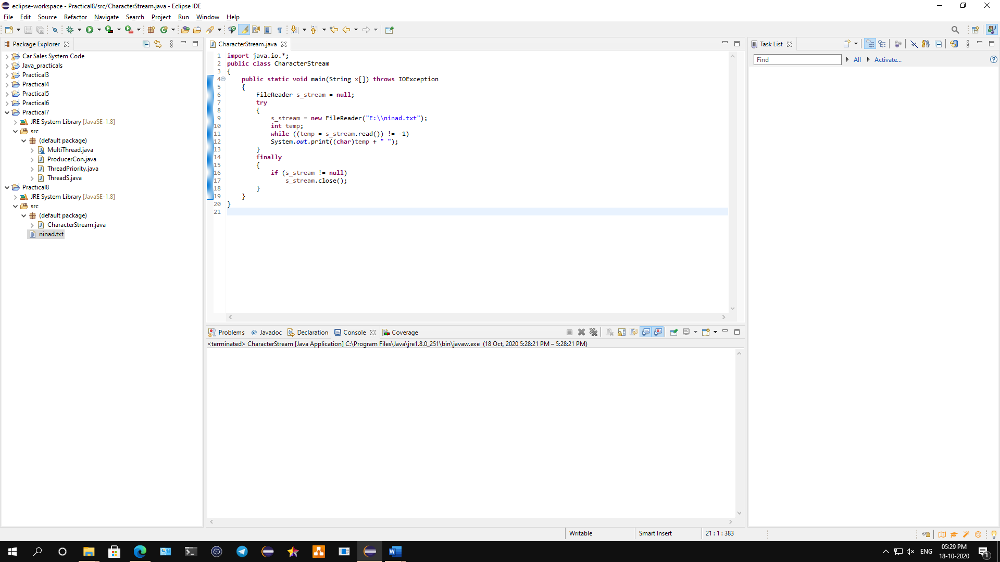 eclipse-workspace - Practical8/src/CharacterStream.java - Eclipse IDE
File Edit Source Refactor Navigate Search Project Run Window Help
Package Explorer
Car Sales System Code
Java_practicals
Practical3
Practical4
Practical5
Practical6
Practical7
JRE System Library [JavaSE-1.8]
src
(default package)
MultiThread.java
ProducerCon.java
ThreadPriority.java
ThreadS.java
Practical8
JRE System Library [JavaSE-1.8]
src
(default package)
CharacterStream.java
ninad.txt
CharacterStream.java
1 import java.io.*;
2 public class CharacterStream
3 {
4 public static void main(String x[]) throws IOException
5 {
6 FileReader s_stream = null;
7 try
8 {
9 s_stream = new FileReader("E:\\ninad.txt");
10 int temp;
11 while ((temp = s_stream.read()) != -1)
12 System.out.print((char)temp + " ");
13 }
14 finally
15 {
16 if (s_stream != null)
17 s_stream.close();
18 }
19 }
20 }
21
Task List
Find All Activate...
Problems Javadoc Declaration Console Coverage
<terminated> CharacterStream [Java Application] C:\Program Files\Java\jre1.8.0_251\bin\javaw.exe (18 Oct, 2020 5:28:21 PM – 5:28:21 PM)
Writable Smart Insert 21 : 1 : 383
ENG
05:29 PM
18-10-2020
1